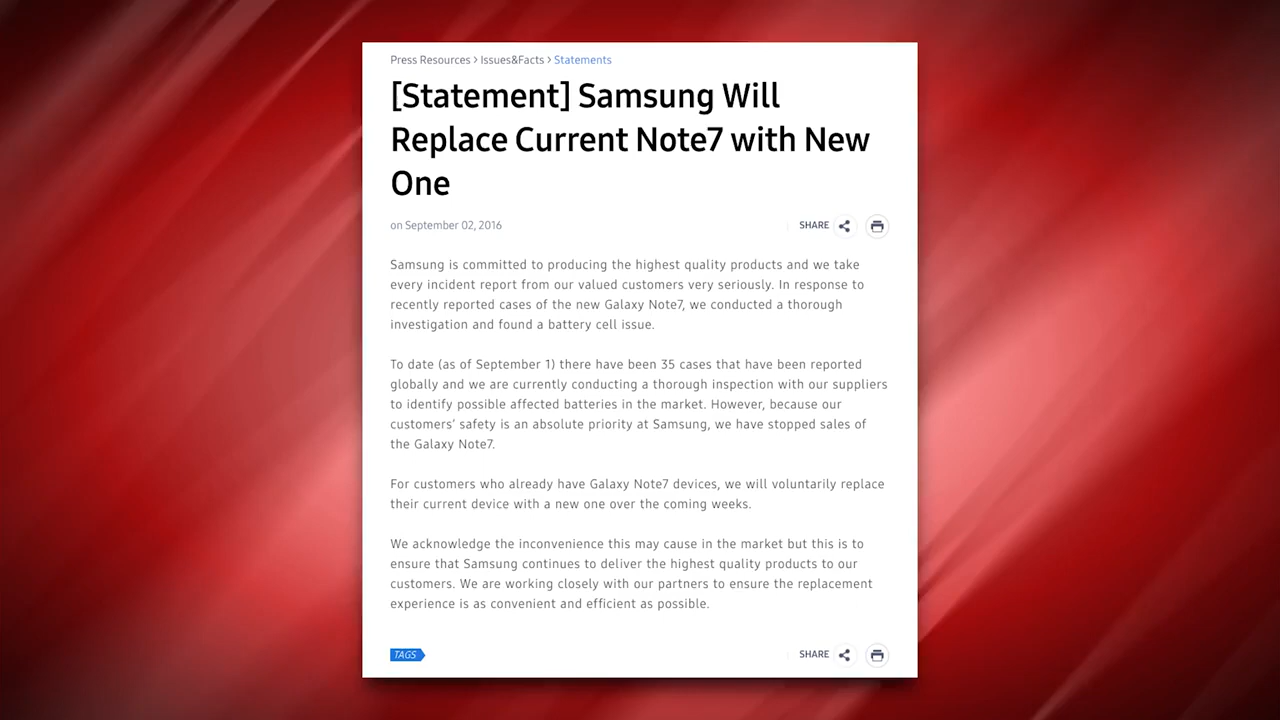 Press Resources > Issues&Facts > Statements
[Statement] Samsung Will
Replace Current Note7 with New
One
on September 02, 2016
SHARE
Samsung is committed to producing the highest quality products and we take
every incident report from our valued customers very seriously. In response to
recently reported cases of the new Galaxy Note7, we conducted a thorough
investigation and found a battery cell issue.
To date (as of September 1) there have been 35 cases that have been reported
globally and we are currently conducting a thorough inspection with our suppliers
to identify possible affected batteries in the market. However, because our
customers' safety is an absolute priority at Samsung, we have stopped sales of
the Galaxy Note7.
For customers who already have Galaxy Note7 devices, we will voluntarily replace
their current device with a new one over the coming weeks.
We acknowledge the inconvenience this may cause in the market but this is to
ensure that Samsung continues to deliver the highest quality products to our
customers. We are working closely with our partners to ensure the replacement
experience is as convenient and efficient as possible.
TAGS
SHARE